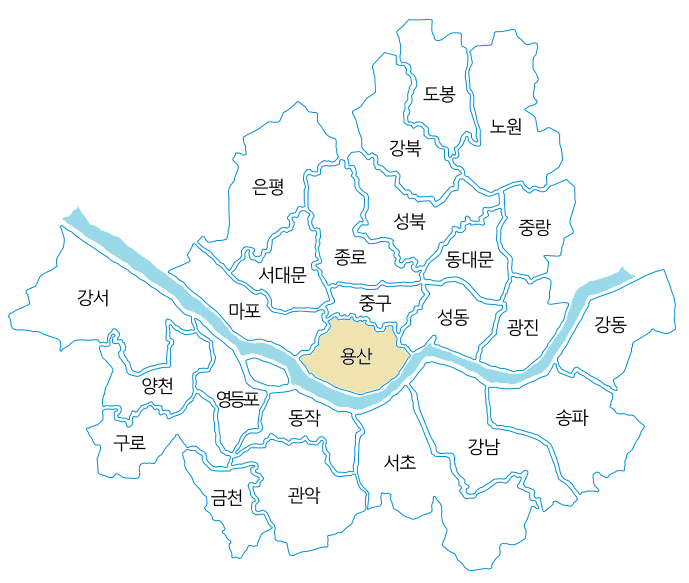 도봉
노원
강북
은평
성북
중랑
종로
동대문
서대문
강서
마포
중구
성동
광진
강동
용산
양천
영등포
동작
송파
구로
강남
서초
금천
관악